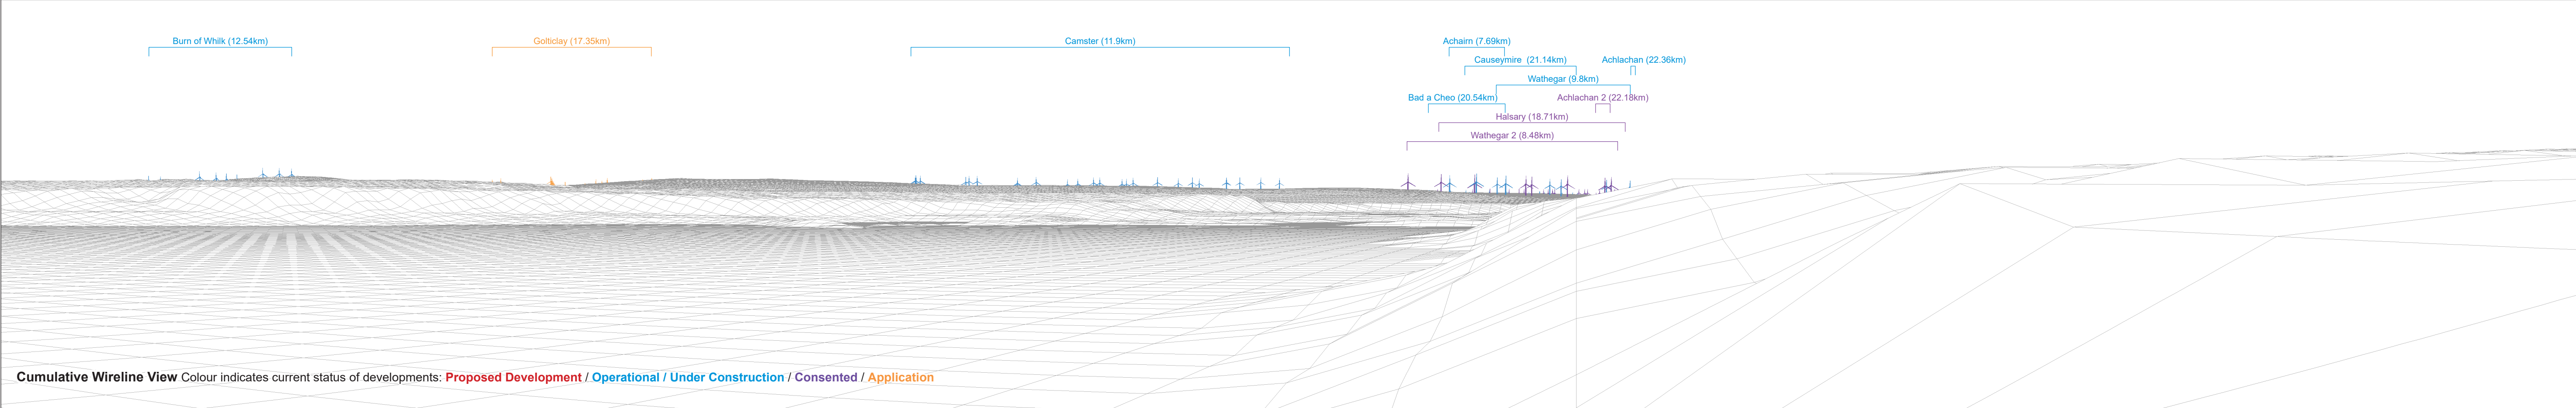 Burn of Whilk (12.54km)
Golticlay (17.35km)
Camster (11.9km)
Achairn (7.69km)
Causeymire (21.14km)
Achlachan (22.36km)
Wathegar (9.8km)
Bad a Cheo (20.54km)
Achlachan 2 (22.18km)
Halsary (18.71km)
Wathegar 2 (8.48km)
Cumulative Wireline View Colour indicates current status of developments: Proposed Development / Operational / Under Construction / Consented / Application